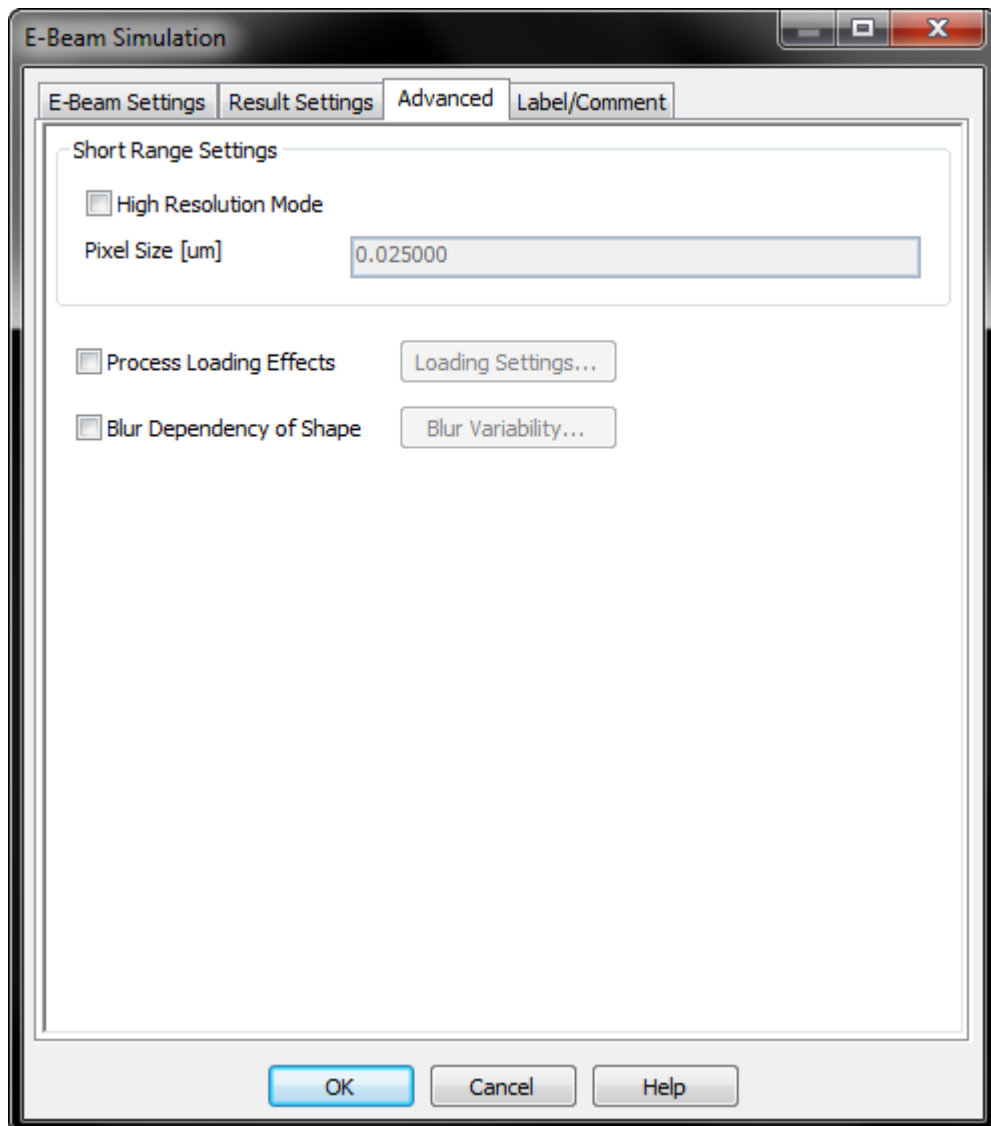 E-Beam Simulation
E-Beam Settings Result Settings Advanced Label/Comment
Short Range Settings
High Resolution Mode
Pixel Size [um] 0.025000
Process Loading Effects Loading Settings...
Blur Dependency of Shape Blur Variability...
OK Cancel Help